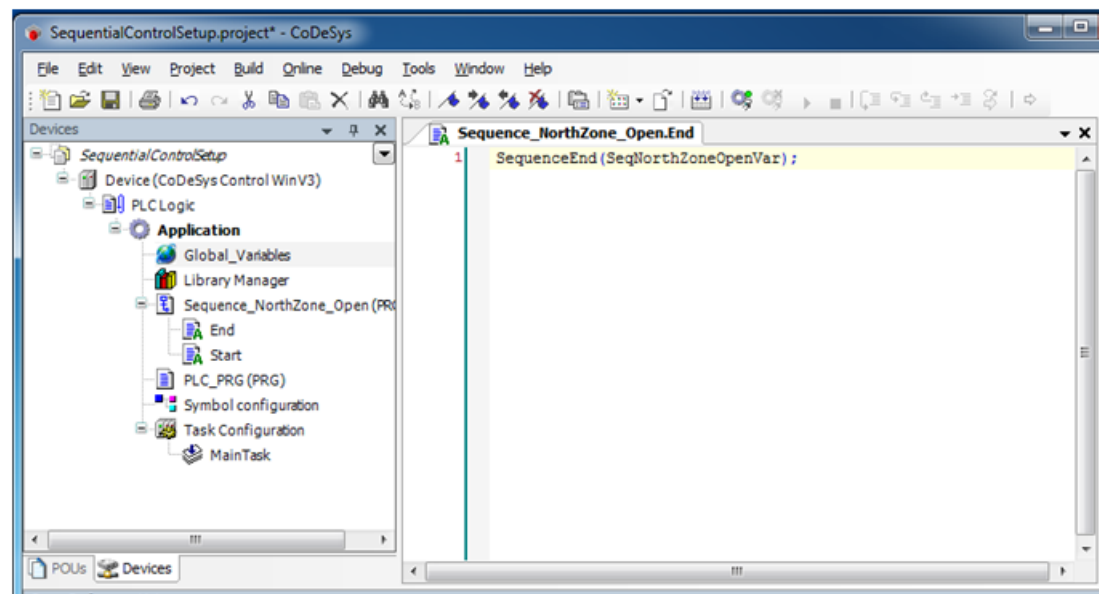 SequentialControlSetup.project* - CoDeSys
File Edit View Project Build Online Debug Tools Window Help
Devices
SequentialControlSetup
Device (CoDeSys Control Win V3)
PLC Logic
Application
Global_Variables
Library Manager
Sequence_NorthZone_Open (PR
End
Start
PLC_PRG (PRG)
Symbol configuration
Task Configuration
MainTask
POUs Devices
Sequence_NorthZone_Open.End
1 SequenceEnd(SeqNorthZoneOpenVar);